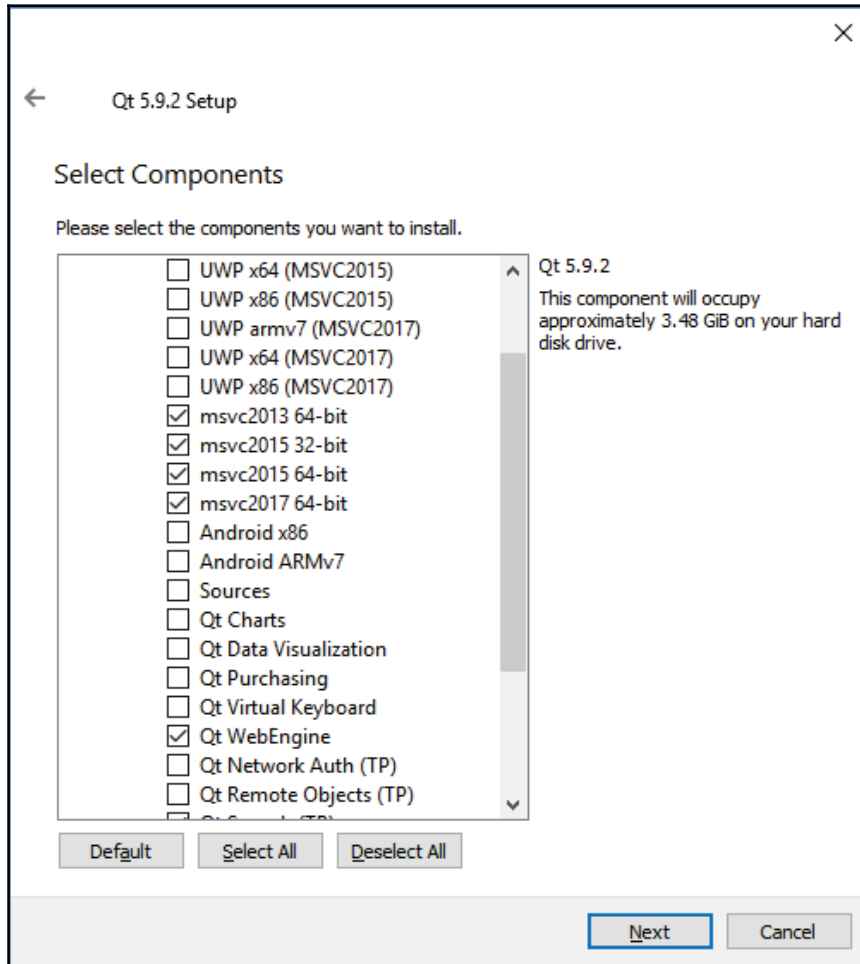 Qt 5.9.2 Setup
Select Components
Please select the components you want to install.
UWP x64 (MSVC2015)
UWP x86 (MSVC2015)
UWP armv7 (MSVC2017)
UWP x64 (MSVC2017)
UWP x86 (MSVC2017)
msvc2013 64-bit
msvc2015 32-bit
msvc2015 64-bit
msvc2017 64-bit
Android x86
Android ARMv7
Sources
Qt Charts
Qt Data Visualization
Qt Purchasing
Qt Virtual Keyboard
Qt WebEngine
Qt Network Auth (TP)
Qt Remote Objects (TP)
Qt 5.9.2
This component will occupy
approximately 3.48 GiB on your hard
disk drive.
Default
Select All
Deselect All
Next
Cancel